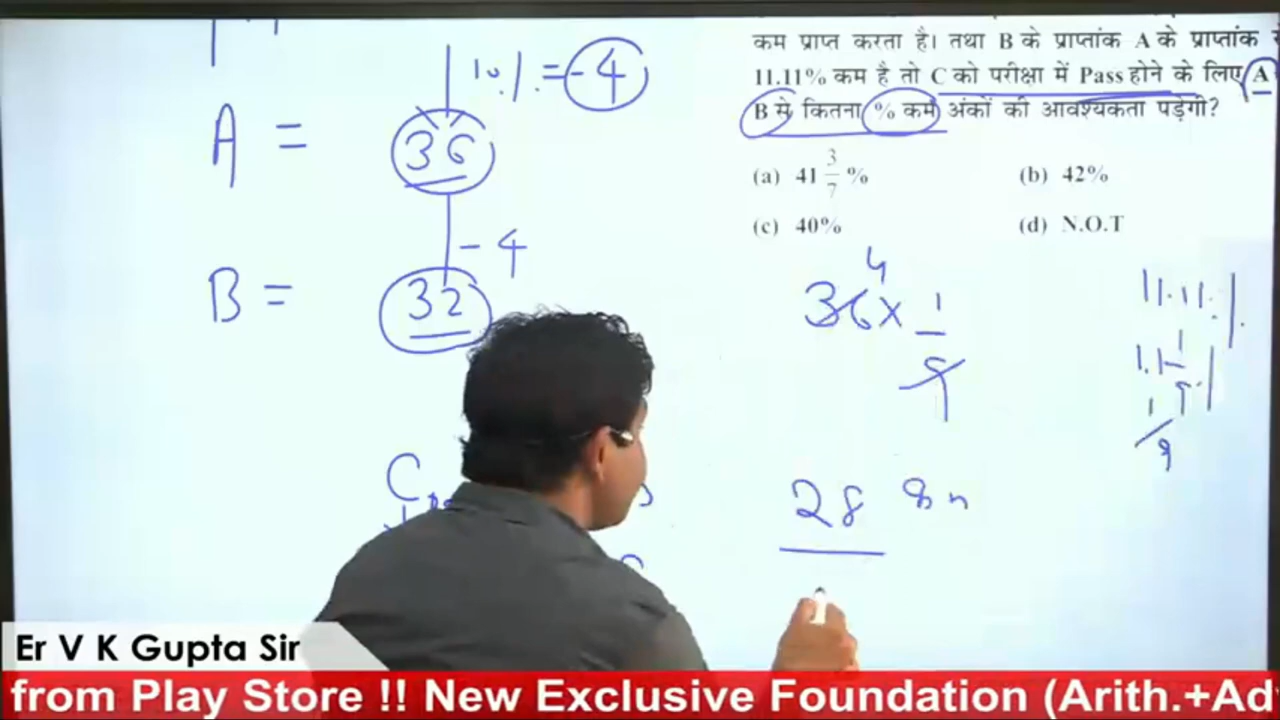 कम प्राप्त करता है। तथा B के प्राप्तांक A के प्राप्तांक
11.11% कम है तो C को परीक्षा में Pass होने के लिए A
B से कितना % कम अंकों की आवश्यकता पड़ेगी?
(a) 41 3/7 % (b) 42%
(c) 40% (d) N.O.T
10% = -4
A = 36
-4
B = 32
36 × 1/9
4
11.11%
11 1/9 %
1/9
C
28
Er V K Gupta Sir
from Play Store !! New Exclusive Foundation (Arith.+Ad